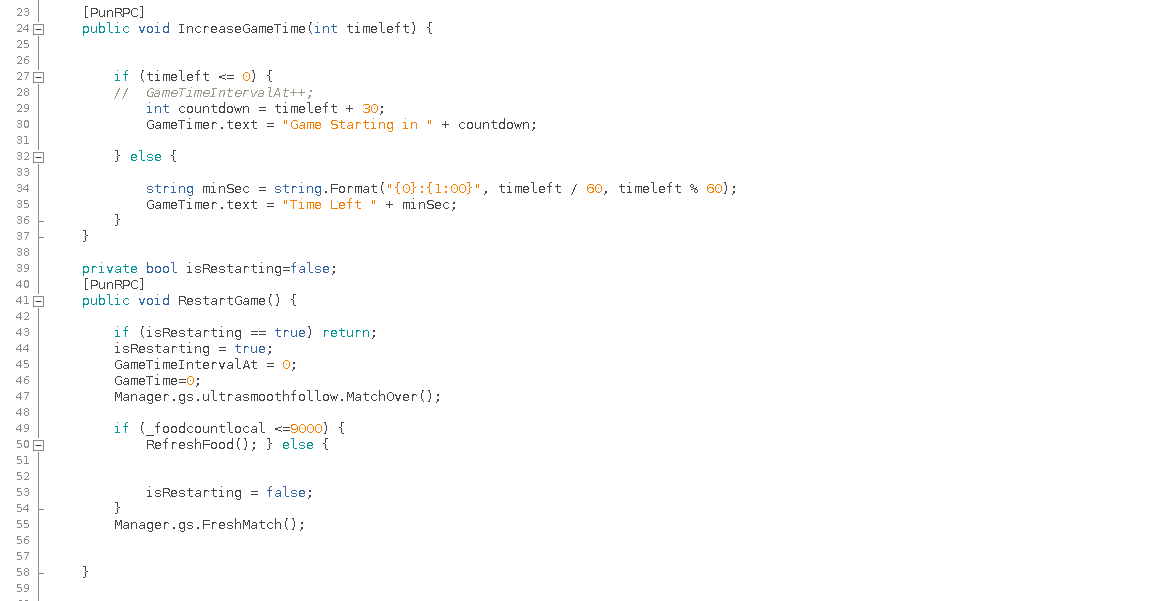 23 [PunRPC]
24 public void IncreaseGameTime(int timeleft) {
25
26
27 if (timeleft <= 0) {
28 //  GameTimeIntervalAt++;
29 int countdown = timeleft + 30;
30 GameTimer.text = "Game Starting in " + countdown;
31
32 } else {
33
34 string minSec = string.Format("{0}:{1:00}", timeleft / 60, timeleft % 60);
35 GameTimer.text = "Time Left " + minSec;
36 }
37 }
38
39 private bool isRestarting=false;
40 [PunRPC]
41 public void RestartGame() {
42
43 if (isRestarting == true) return;
44 isRestarting = true;
45 GameTimeIntervalAt = 0;
46 GameTime=0;
47 Manager.gs.ultrasmoothfollow.MatchOver();
48
49 if (_foodcountlocal <=9000) {
50 RefreshFood(); } else {
51
52
53 isRestarting = false;
54 }
55 Manager.gs.FreshMatch();
56
57
58 }
59